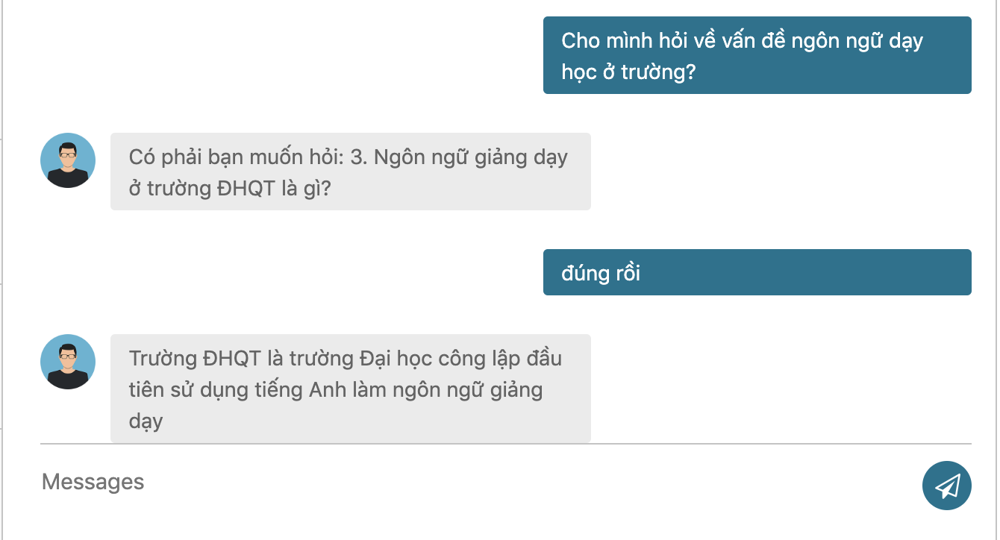 Cho mình hỏi về vấn đề ngôn ngữ dạy
học ở trường?
Có phải bạn muốn hỏi: 3. Ngôn ngữ giảng dạy
ở trường ĐHQT là gì?
đúng rồi
Trường ĐHQT là trường Đại học công lập đầu
tiên sử dụng tiếng Anh làm ngôn ngữ giảng
dạy
Messages